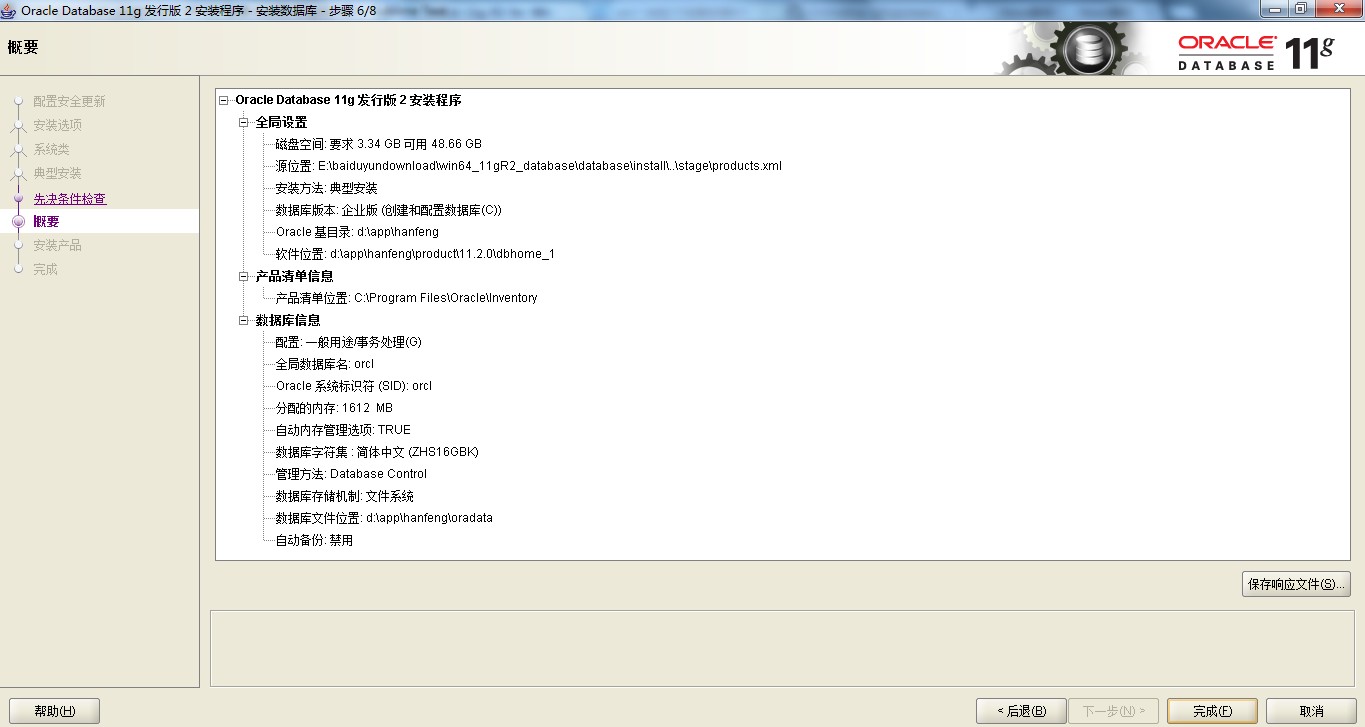 Oracle Database 11g 发行版 2 安装程序 - 安装数据库 - 步骤 6/8
概要
ORACLE
DATABASE
11g
配置安全更新
安装选项
系统类
典型安装
先决条件检查
概要
安装产品
完成
Oracle Database 11g 发行版 2 安装程序
全局设置
磁盘空间: 要求 3.34 GB 可用 48.66 GB
源位置: E:\baiduyundownload\win64_11gR2_database\database\install\..\stage\products.xml
安装方法: 典型安装
数据库版本: 企业版 (创建和配置数据库(C))
Oracle 基目录: d:\app\hanfeng
软件位置: d:\app\hanfeng\product\11.2.0\dbhome_1
产品清单信息
产品清单位置: C:\Program Files\Oracle\Inventory
数据库信息
配置: 一般用途/事务处理(G)
全局数据库名: orcl
Oracle 系统标识符 (SID): orcl
分配的内存: 1612 MB
自动内存管理选项: TRUE
数据库字符集 : 简体中文 (ZHS16GBK)
管理方法: Database Control
数据库存储机制: 文件系统
数据库文件位置: d:\app\hanfeng\oradata
自动备份: 禁用
保存响应文件(S)...
帮助(H)
< 后退(B)
下一步(N) >
完成(F)
取消